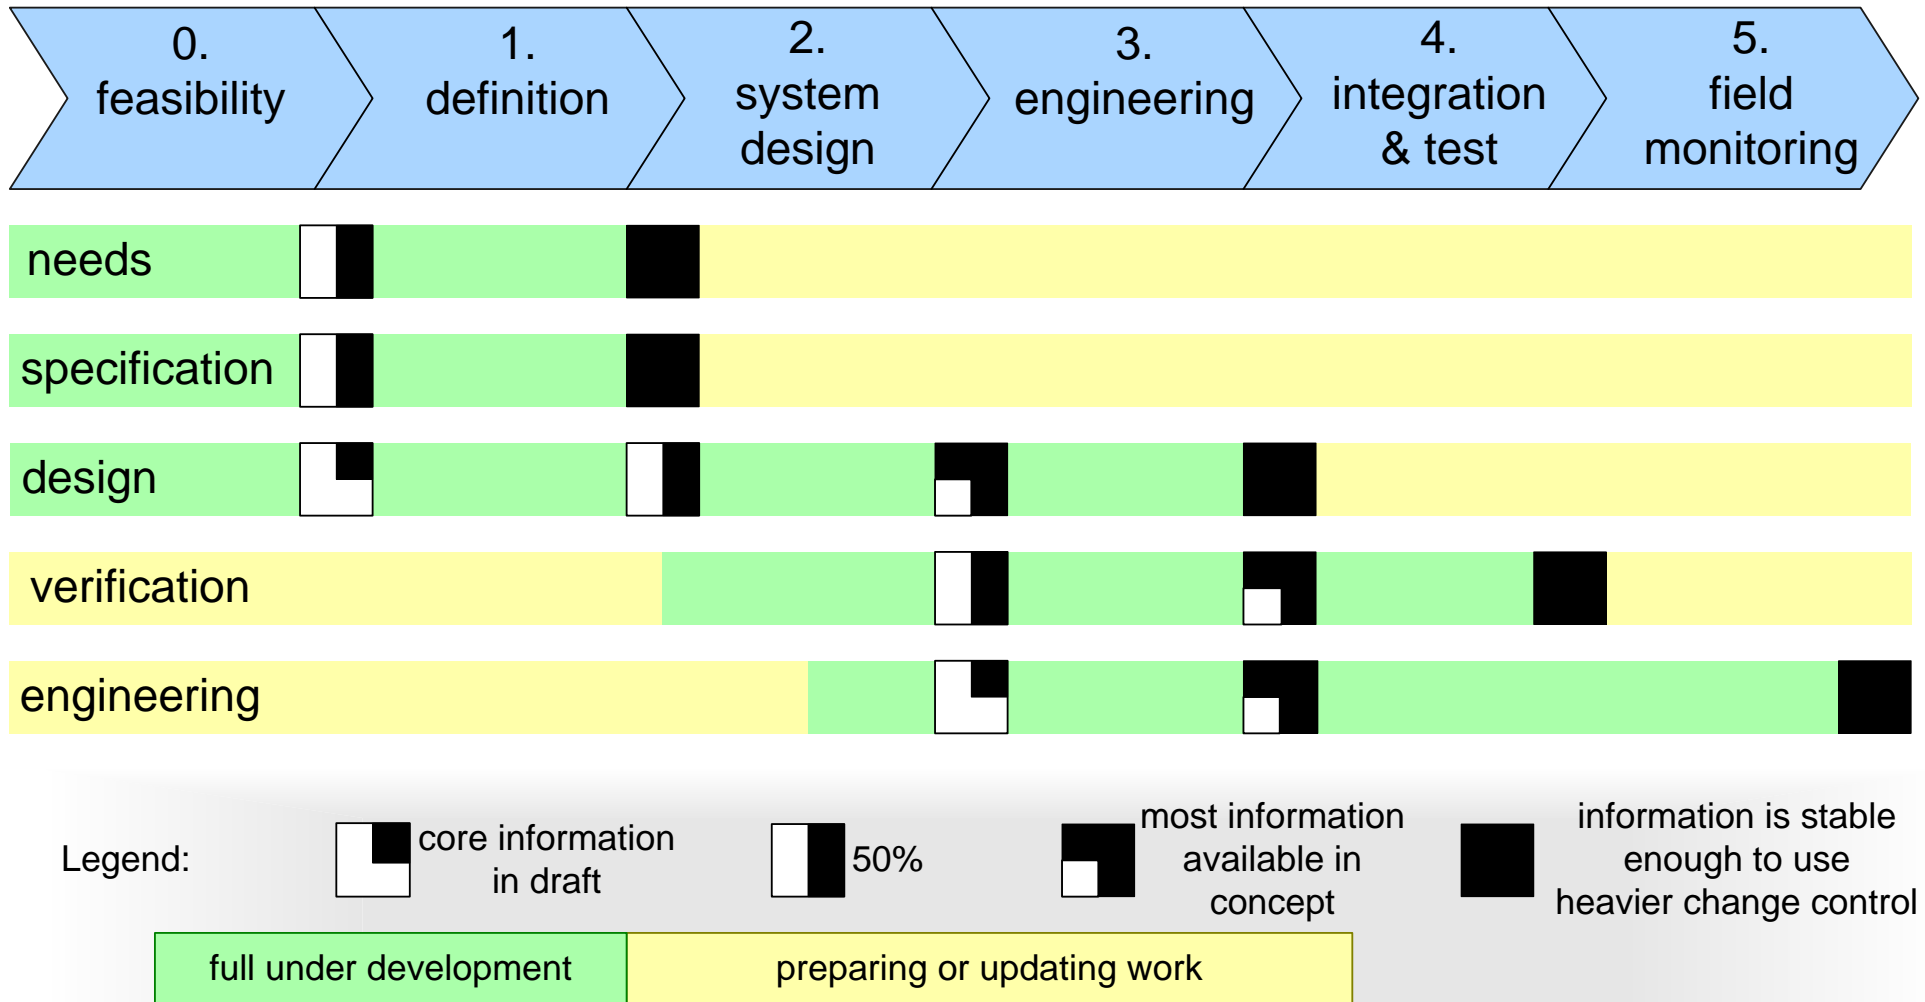 0.
feasibility
1.
definition
2.
system
design
3.
engineering
4.
integration
& test
5.
field
monitoring
needs
specification
design
verification
engineering
Legend:
core information
in draft
50%
most information
available in
concept
information is stable
enough to use
heavier change control
full under development
preparing or updating work